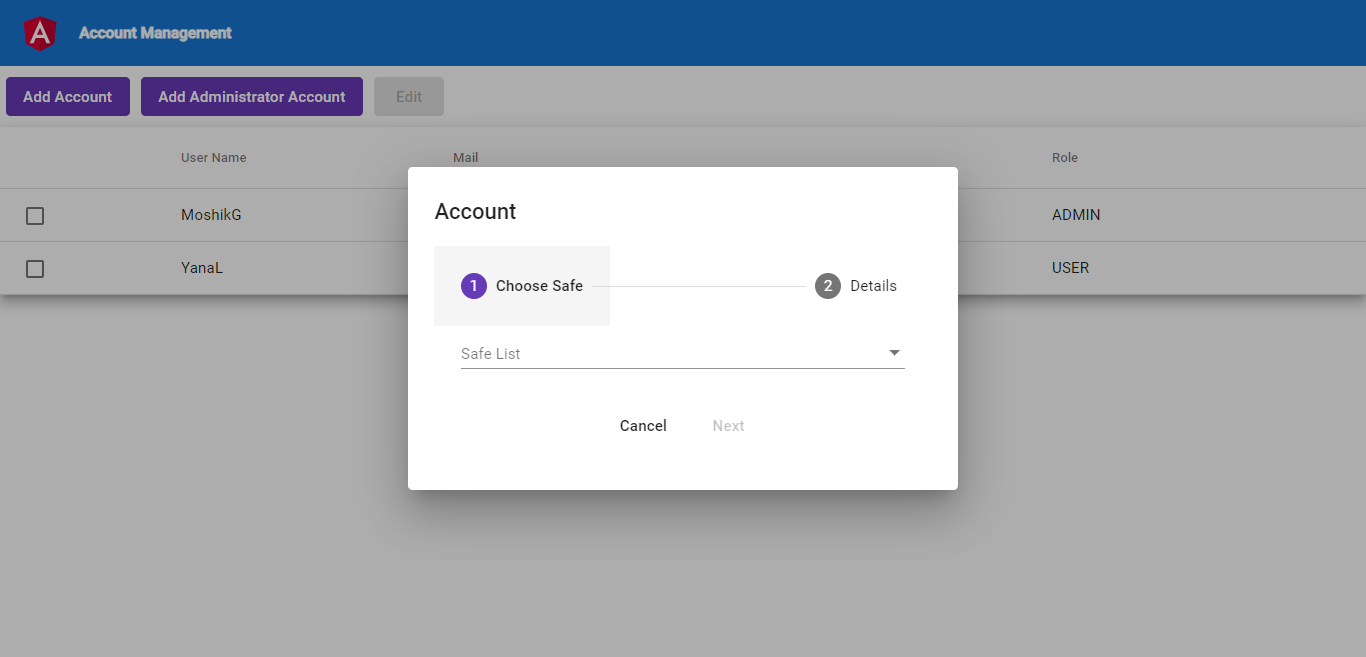 A Account Management
Add Account Add Administrator Account Edit
User Name Mail Role
MoshikG ADMIN
YanaL USER
Account
1 Choose Safe 2 Details
Safe List
Cancel Next